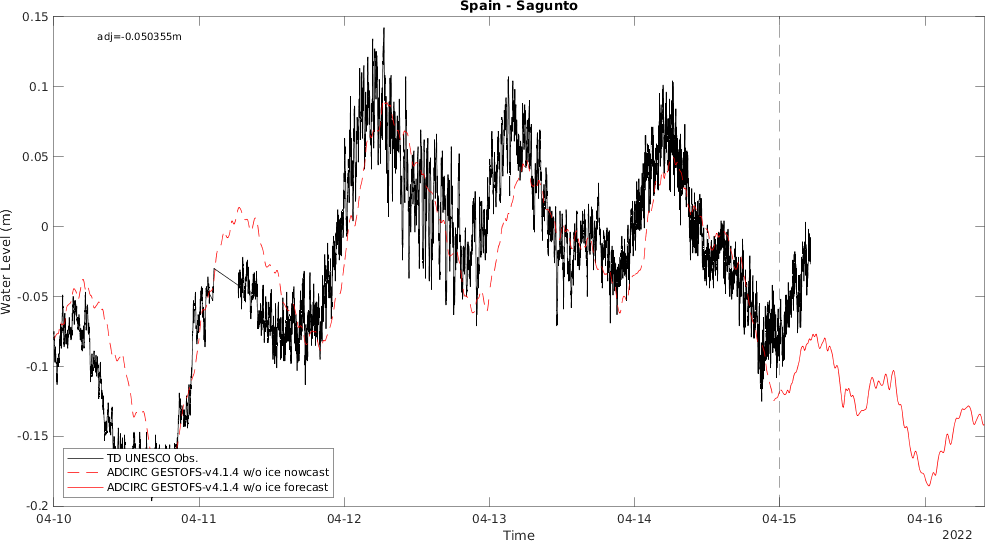 Spain - Sagunto
adj=-0.050355m
Water Level (m)
0.15
0.1
0.05
0
-0.05
-0.1
-0.15
-0.2
TD UNESCO Obs.
ADCIRC GESTOFS-v4.1.4 w/o ice nowcast
ADCIRC GESTOFS-v4.1.4 w/o ice forecast
04-10 04-11 04-12 04-13 04-14 04-15 04-16
Time
2022